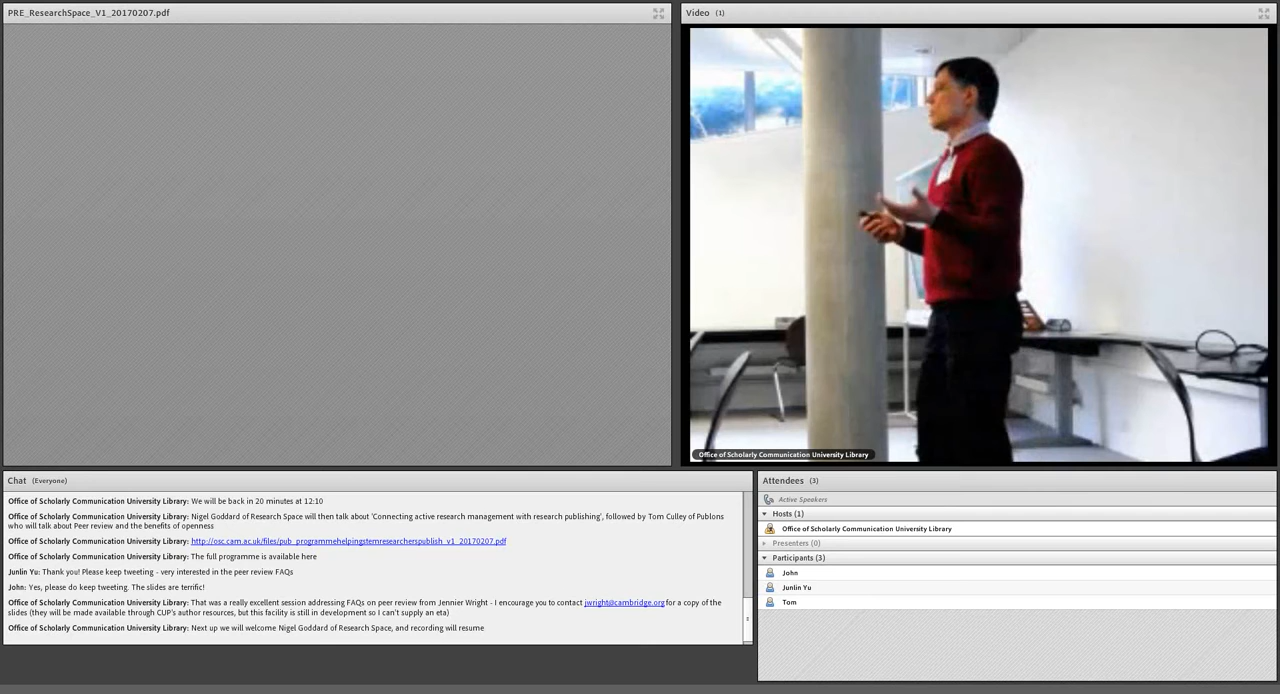 PRE_ResearchSpace_V1_20170207.pdf
Video (1)
Office of Scholarly Communication University Library
Chat (Everyone)
Office of Scholarly Communication University Library: We will be back in 20 minutes at 12:10
Office of Scholarly Communication University Library: Nigel Goddard of Research Space will then talk about 'Connecting active research management with research publishing', followed by Tom Culley of Publons
who will talk about Peer review and the benefits of openness
Office of Scholarly Communication University Library: http://osc.cam.ac.uk/files/pub_programmehelpingstemresearcherspublish_v1_20170207.pdf
Office of Scholarly Communication University Library: The full programme is available here
Junlin Yu: Thank you! Please keep tweeting - very interested in the peer review FAQs
John: Yes, please do keep tweeting. The slides are terrific!
Office of Scholarly Communication University Library: That was a really excellent session addressing FAQs on peer review from Jennier Wright - I encourage you to contact jwright@cambridge.org for a copy of the
slides (they will be made available through CUP's author resources, but this facility is still in development so I can't supply an eta)
Office of Scholarly Communication University Library: Next up we will welcome Nigel Goddard of Research Space, and recording will resume
Attendees (3)
Active Speakers
Hosts (1)
Office of Scholarly Communication University Library
Presenters (0)
Participants (3)
John
Junlin Yu
Tom